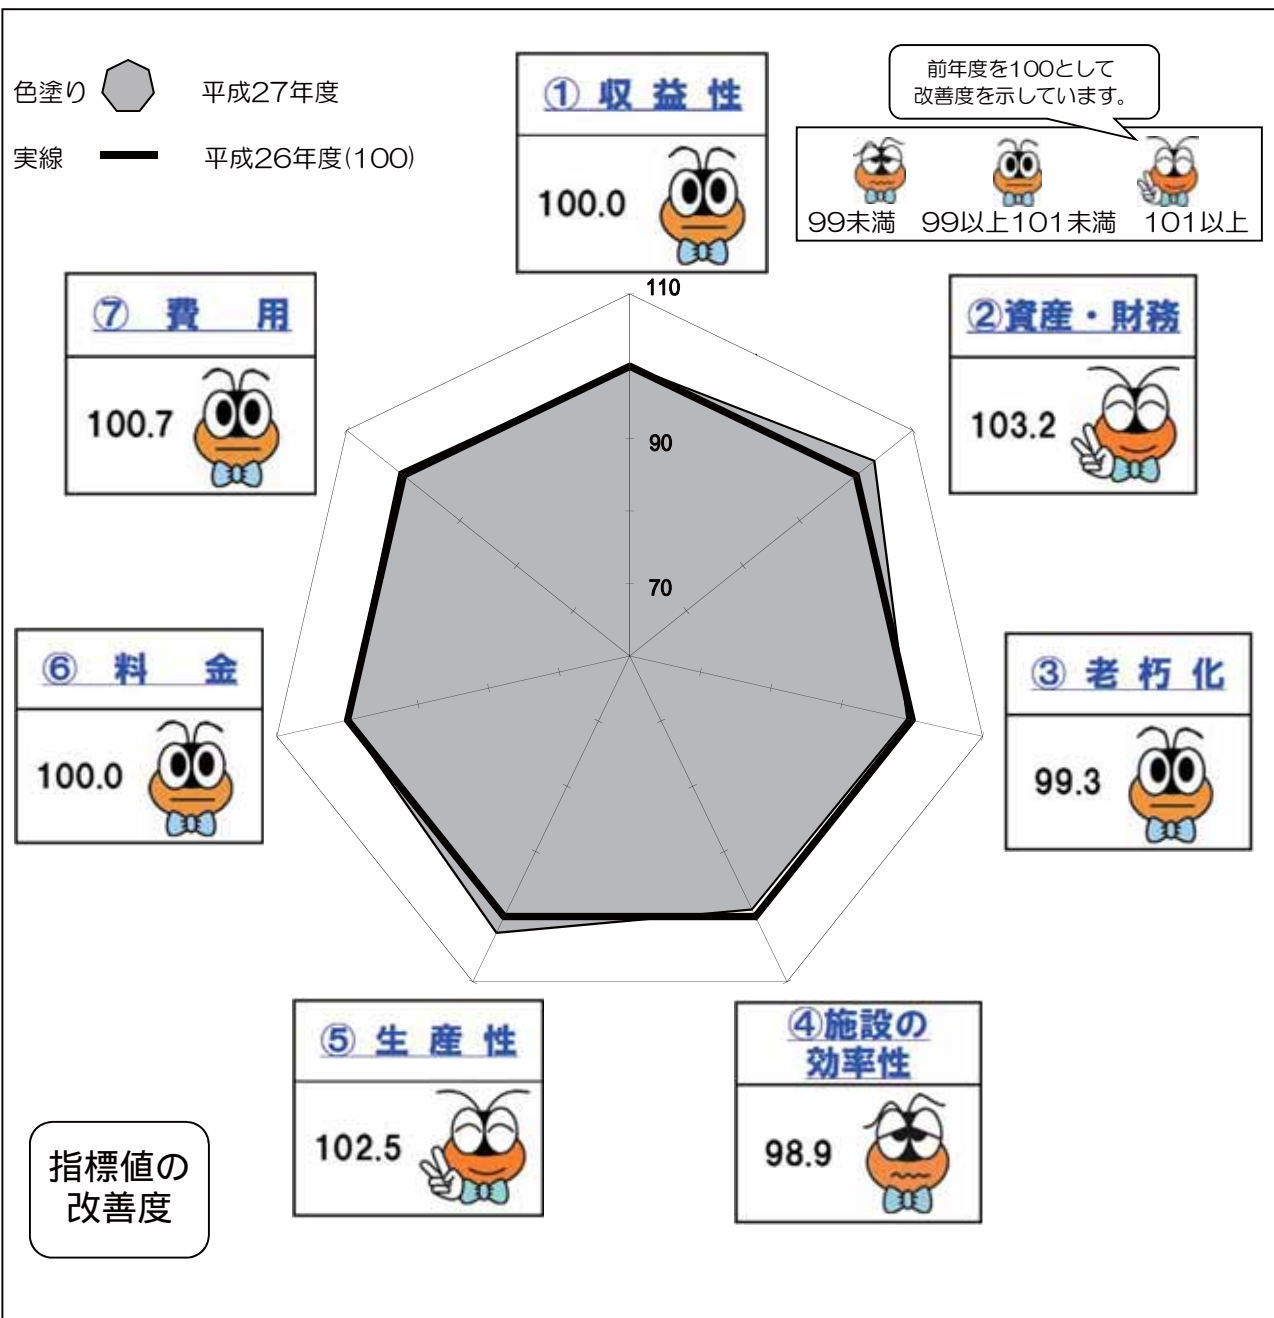 色塗り 平成27年度
実線 平成26年度(100)
① 収 益 性
100.0
前年度を100として
改善度を示しています。
99未満 99以上101未満 101以上
110
90
70
②資産・財務
103.2
③ 老 朽 化
99.3
④施設の
効率性
98.9
⑤ 生 産 性
102.5
⑥ 料 金
100.0
⑦ 費 用
100.7
指標値の
改善度